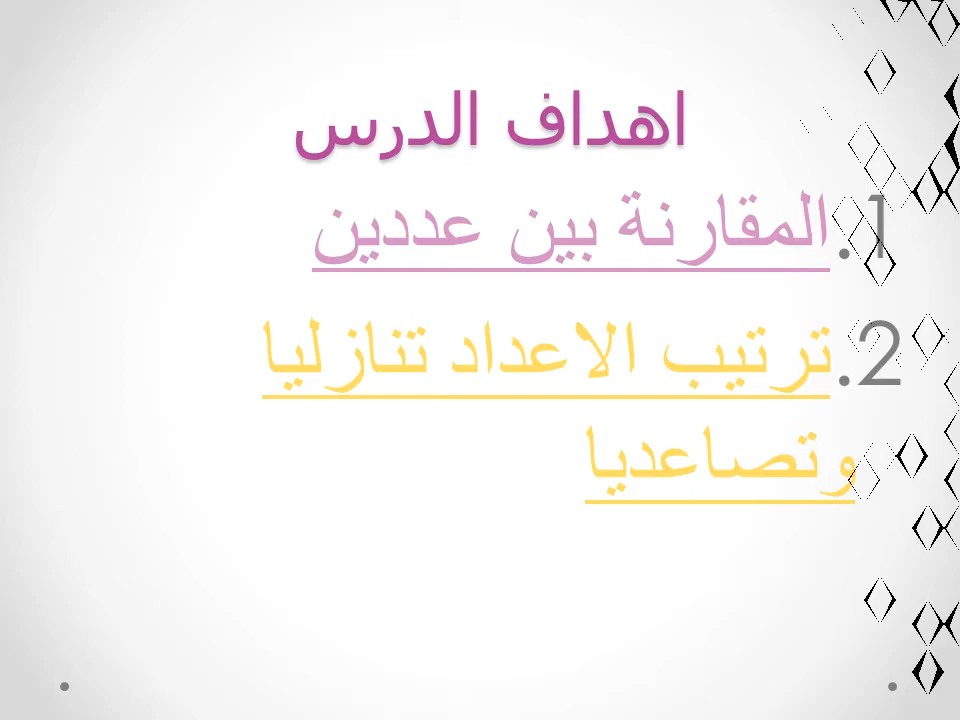 اهداف الدرس
1.المقارنة بين عددين
2.ترتيب الاعداد تنازليا
وتصاعديا